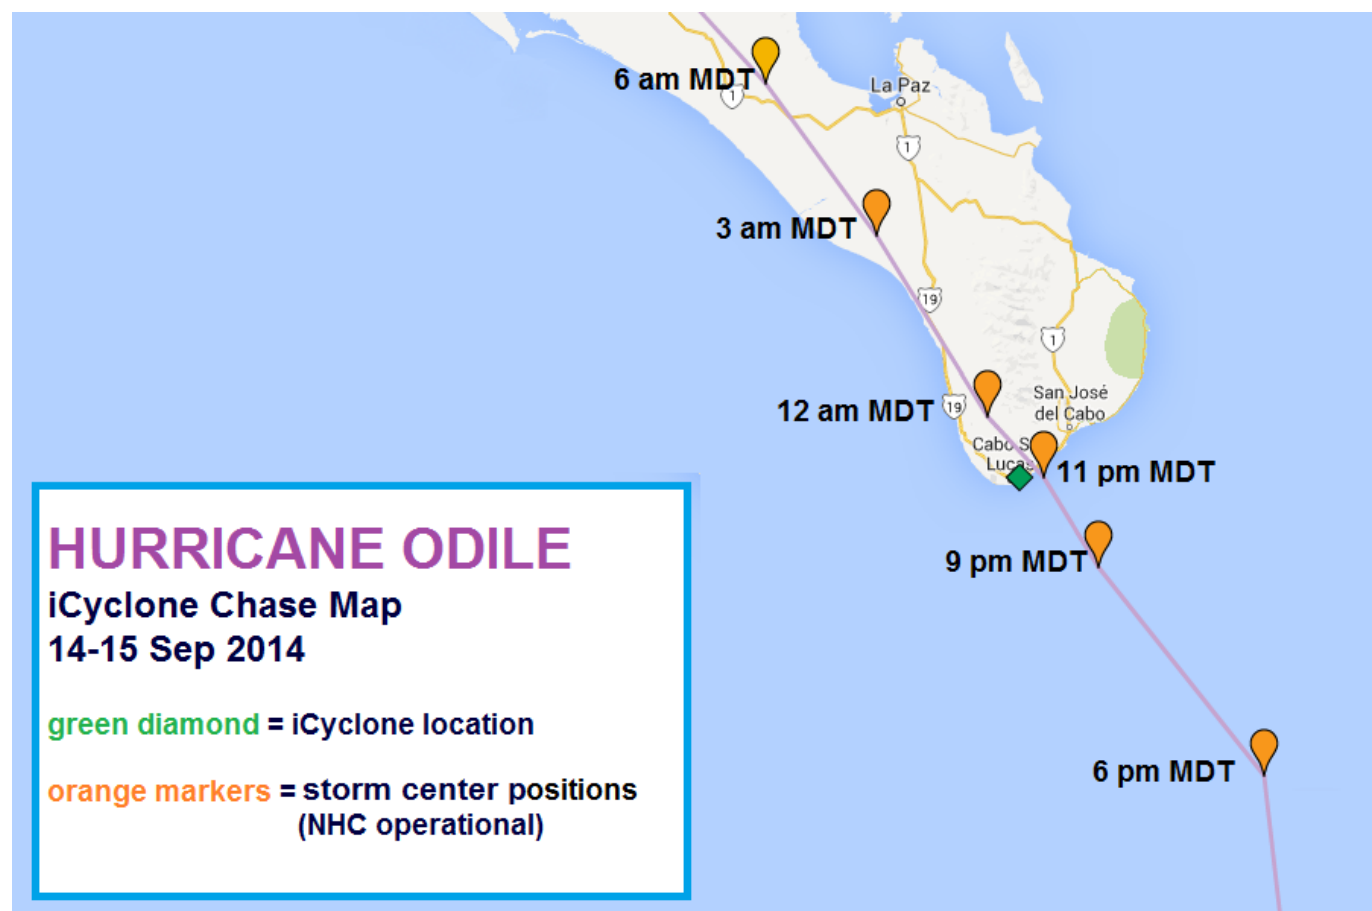 6 am MDT
1
La Paz
1
3 am MDT
19
1
12 am MDT
19
San José
del Cabo
Cabo S
Lucas
11 pm MDT
9 pm MDT
6 pm MDT
HURRICANE ODILE
iCyclone Chase Map
14-15 Sep 2014
green diamond = iCyclone location
orange markers = storm center positions
(NHC operational)